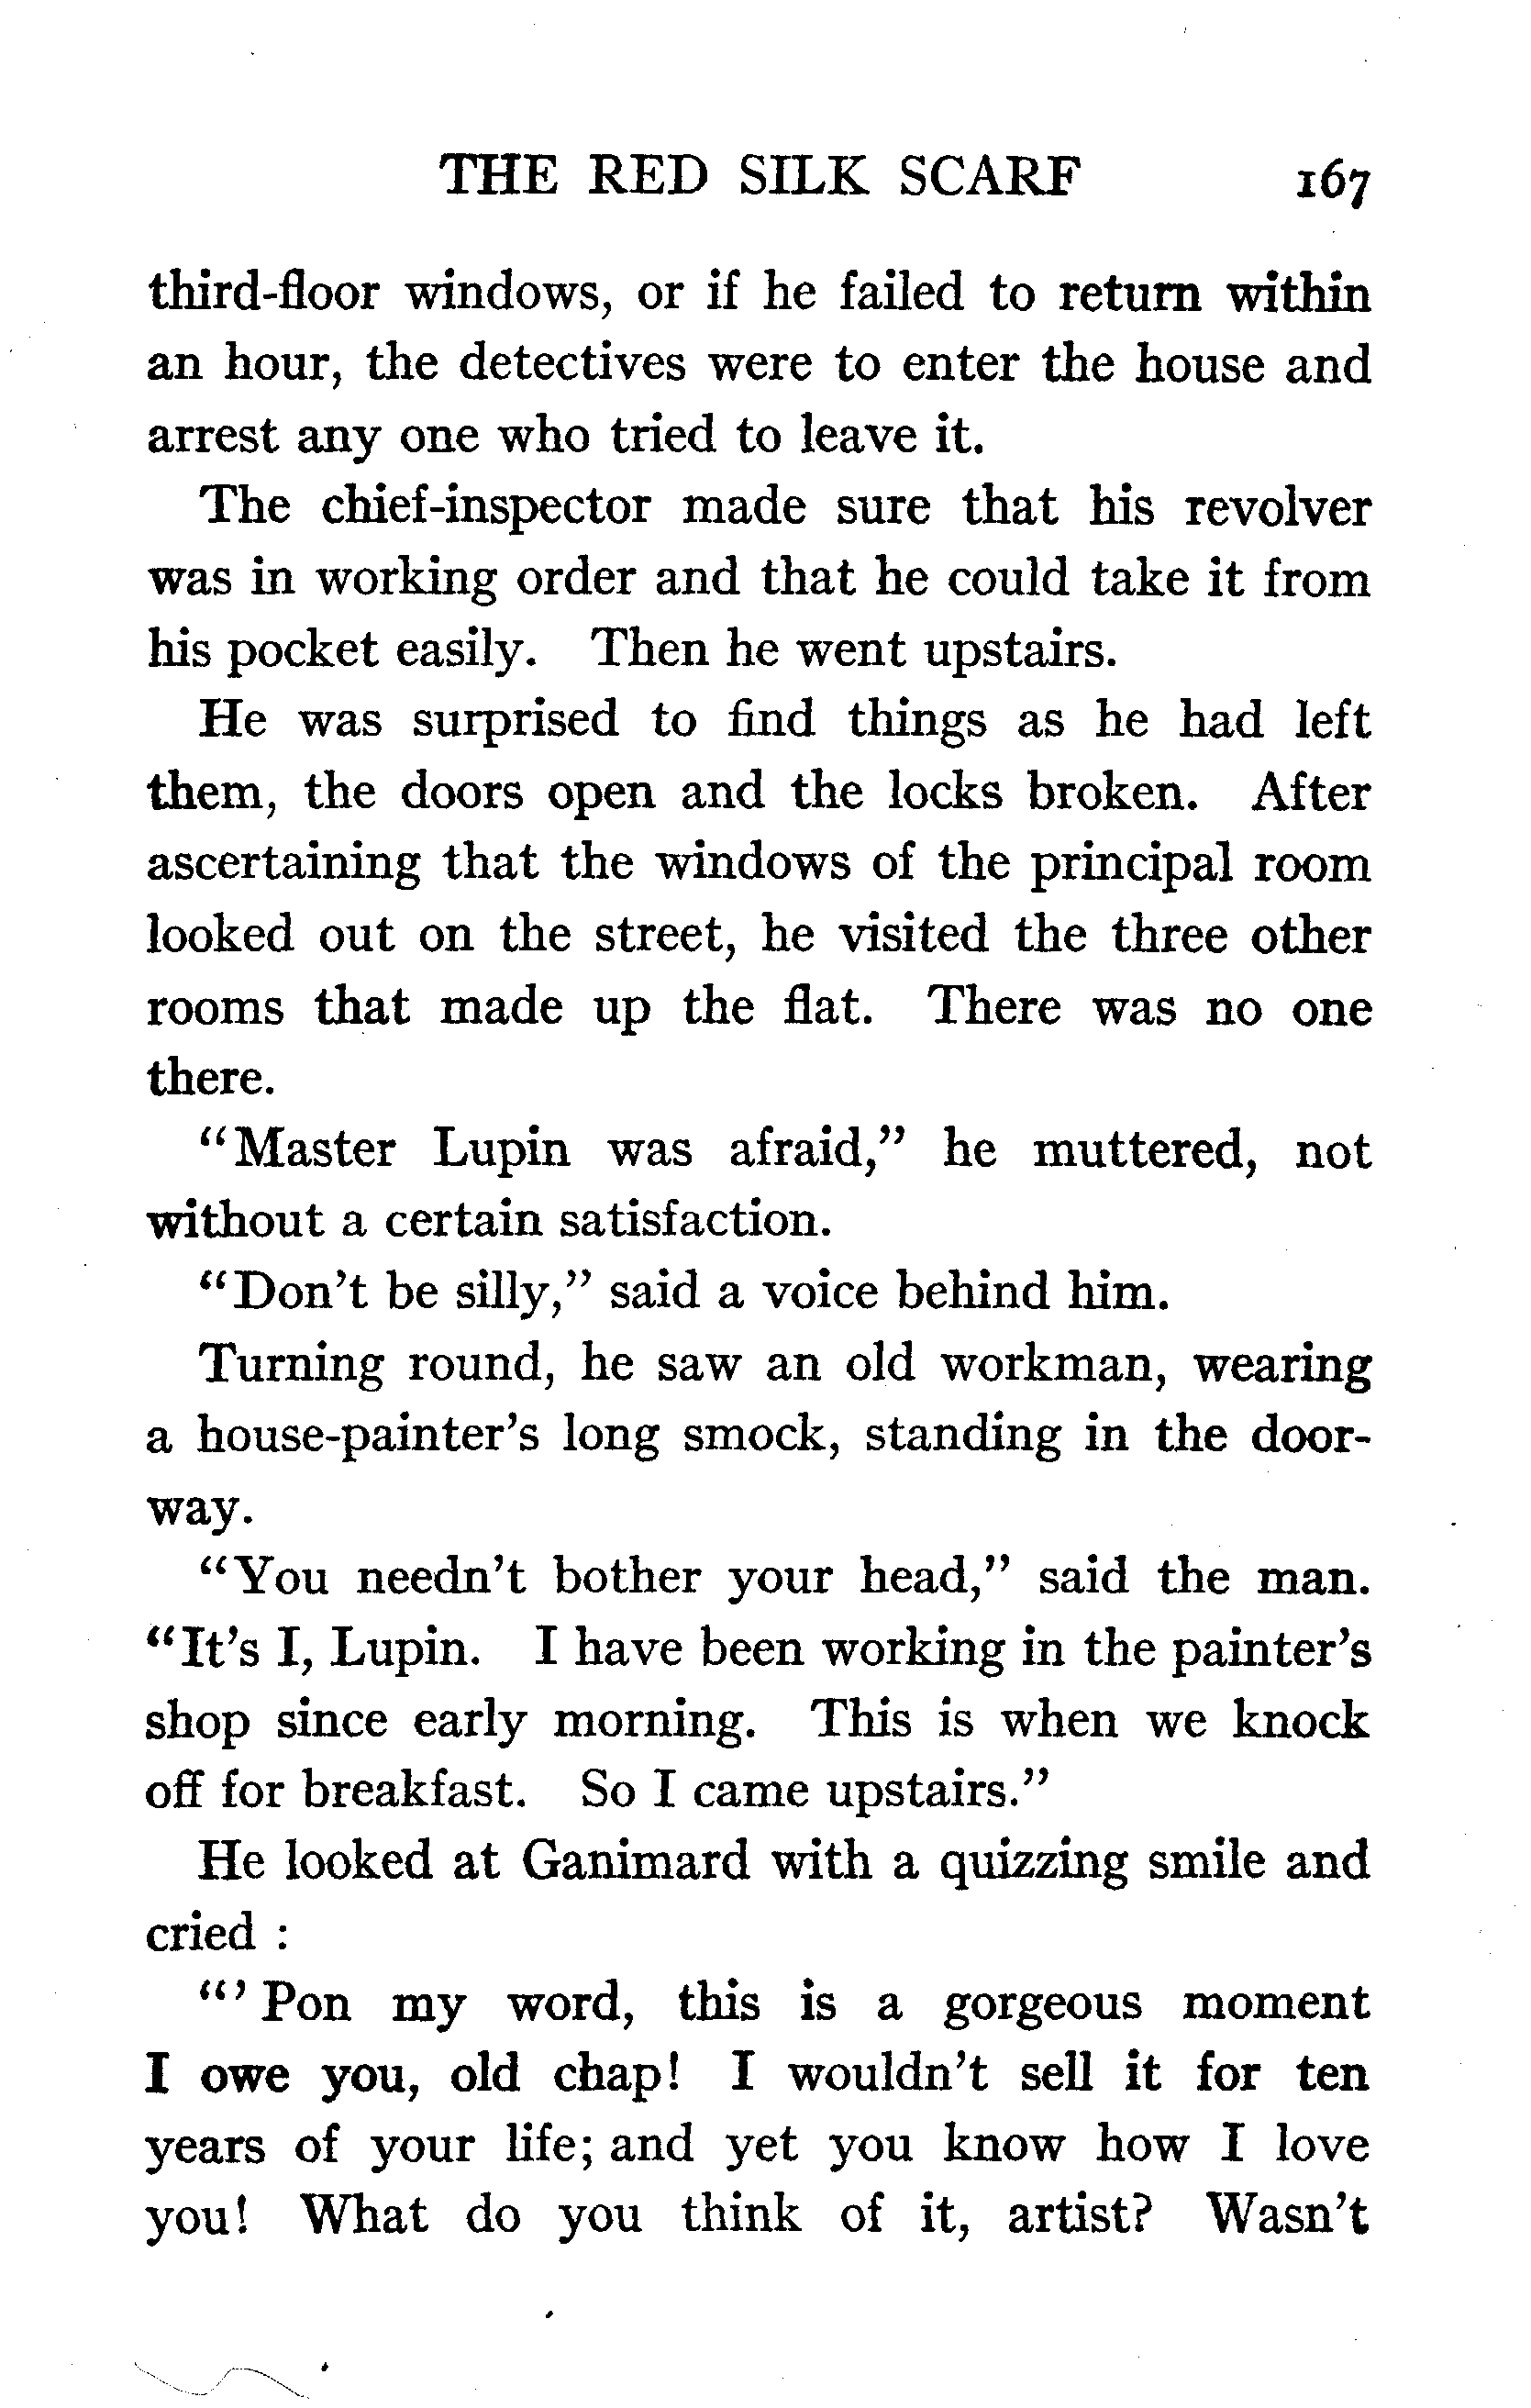 THE RED SILK SCARF 167
third-floor windows, or if he failed to return within
an hour, the detectives were to enter the house and
arrest any one who tried to leave it.
The chief-inspector made sure that his revolver
was in working order and that he could take it from
his pocket easily. Then he went upstairs.
He was surprised to find things as he had left
them, the doors open and the locks broken. After
ascertaining that the windows of the principal room
looked out on the street, he visited the three other
rooms that made up the flat. There was no one
there.
“Master Lupin was afraid,” he muttered, not
without a certain satisfaction.
“Don’t be silly,” said a voice behind him.
Turning round, he saw an old workman, wearing
a house-painter’s long smock, standing in the door-
way.
“You needn’t bother your head,” said the man.
“It’s I, Lupin. I have been working in the painter’s
shop since early morning. This is when we knock
off for breakfast. So I came upstairs.”
He looked at Ganimard with a quizzing smile and
cried :
“’ Pon my word, this is a gorgeous moment
I owe you, old chap! I wouldn’t sell it for ten
years of your life; and yet you know how I love
you! What do you think of it, artist? Wasn’t